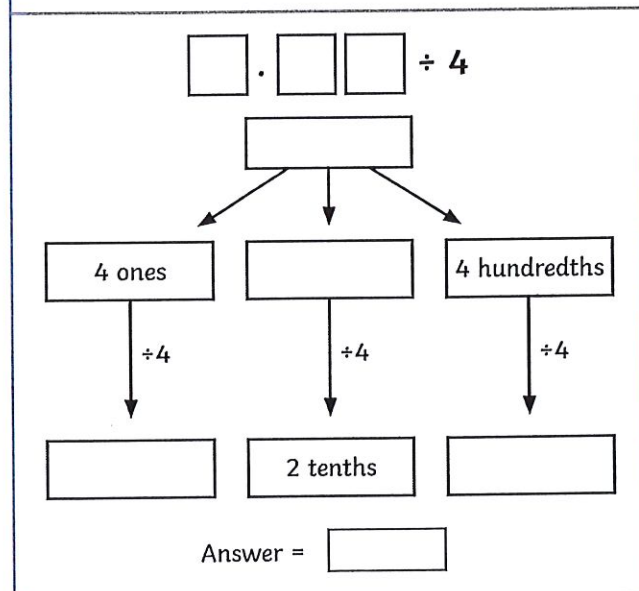 . ÷ 4
4 ones
4 hundredths
÷4 ÷4 ÷4
2 tenths
Answer =